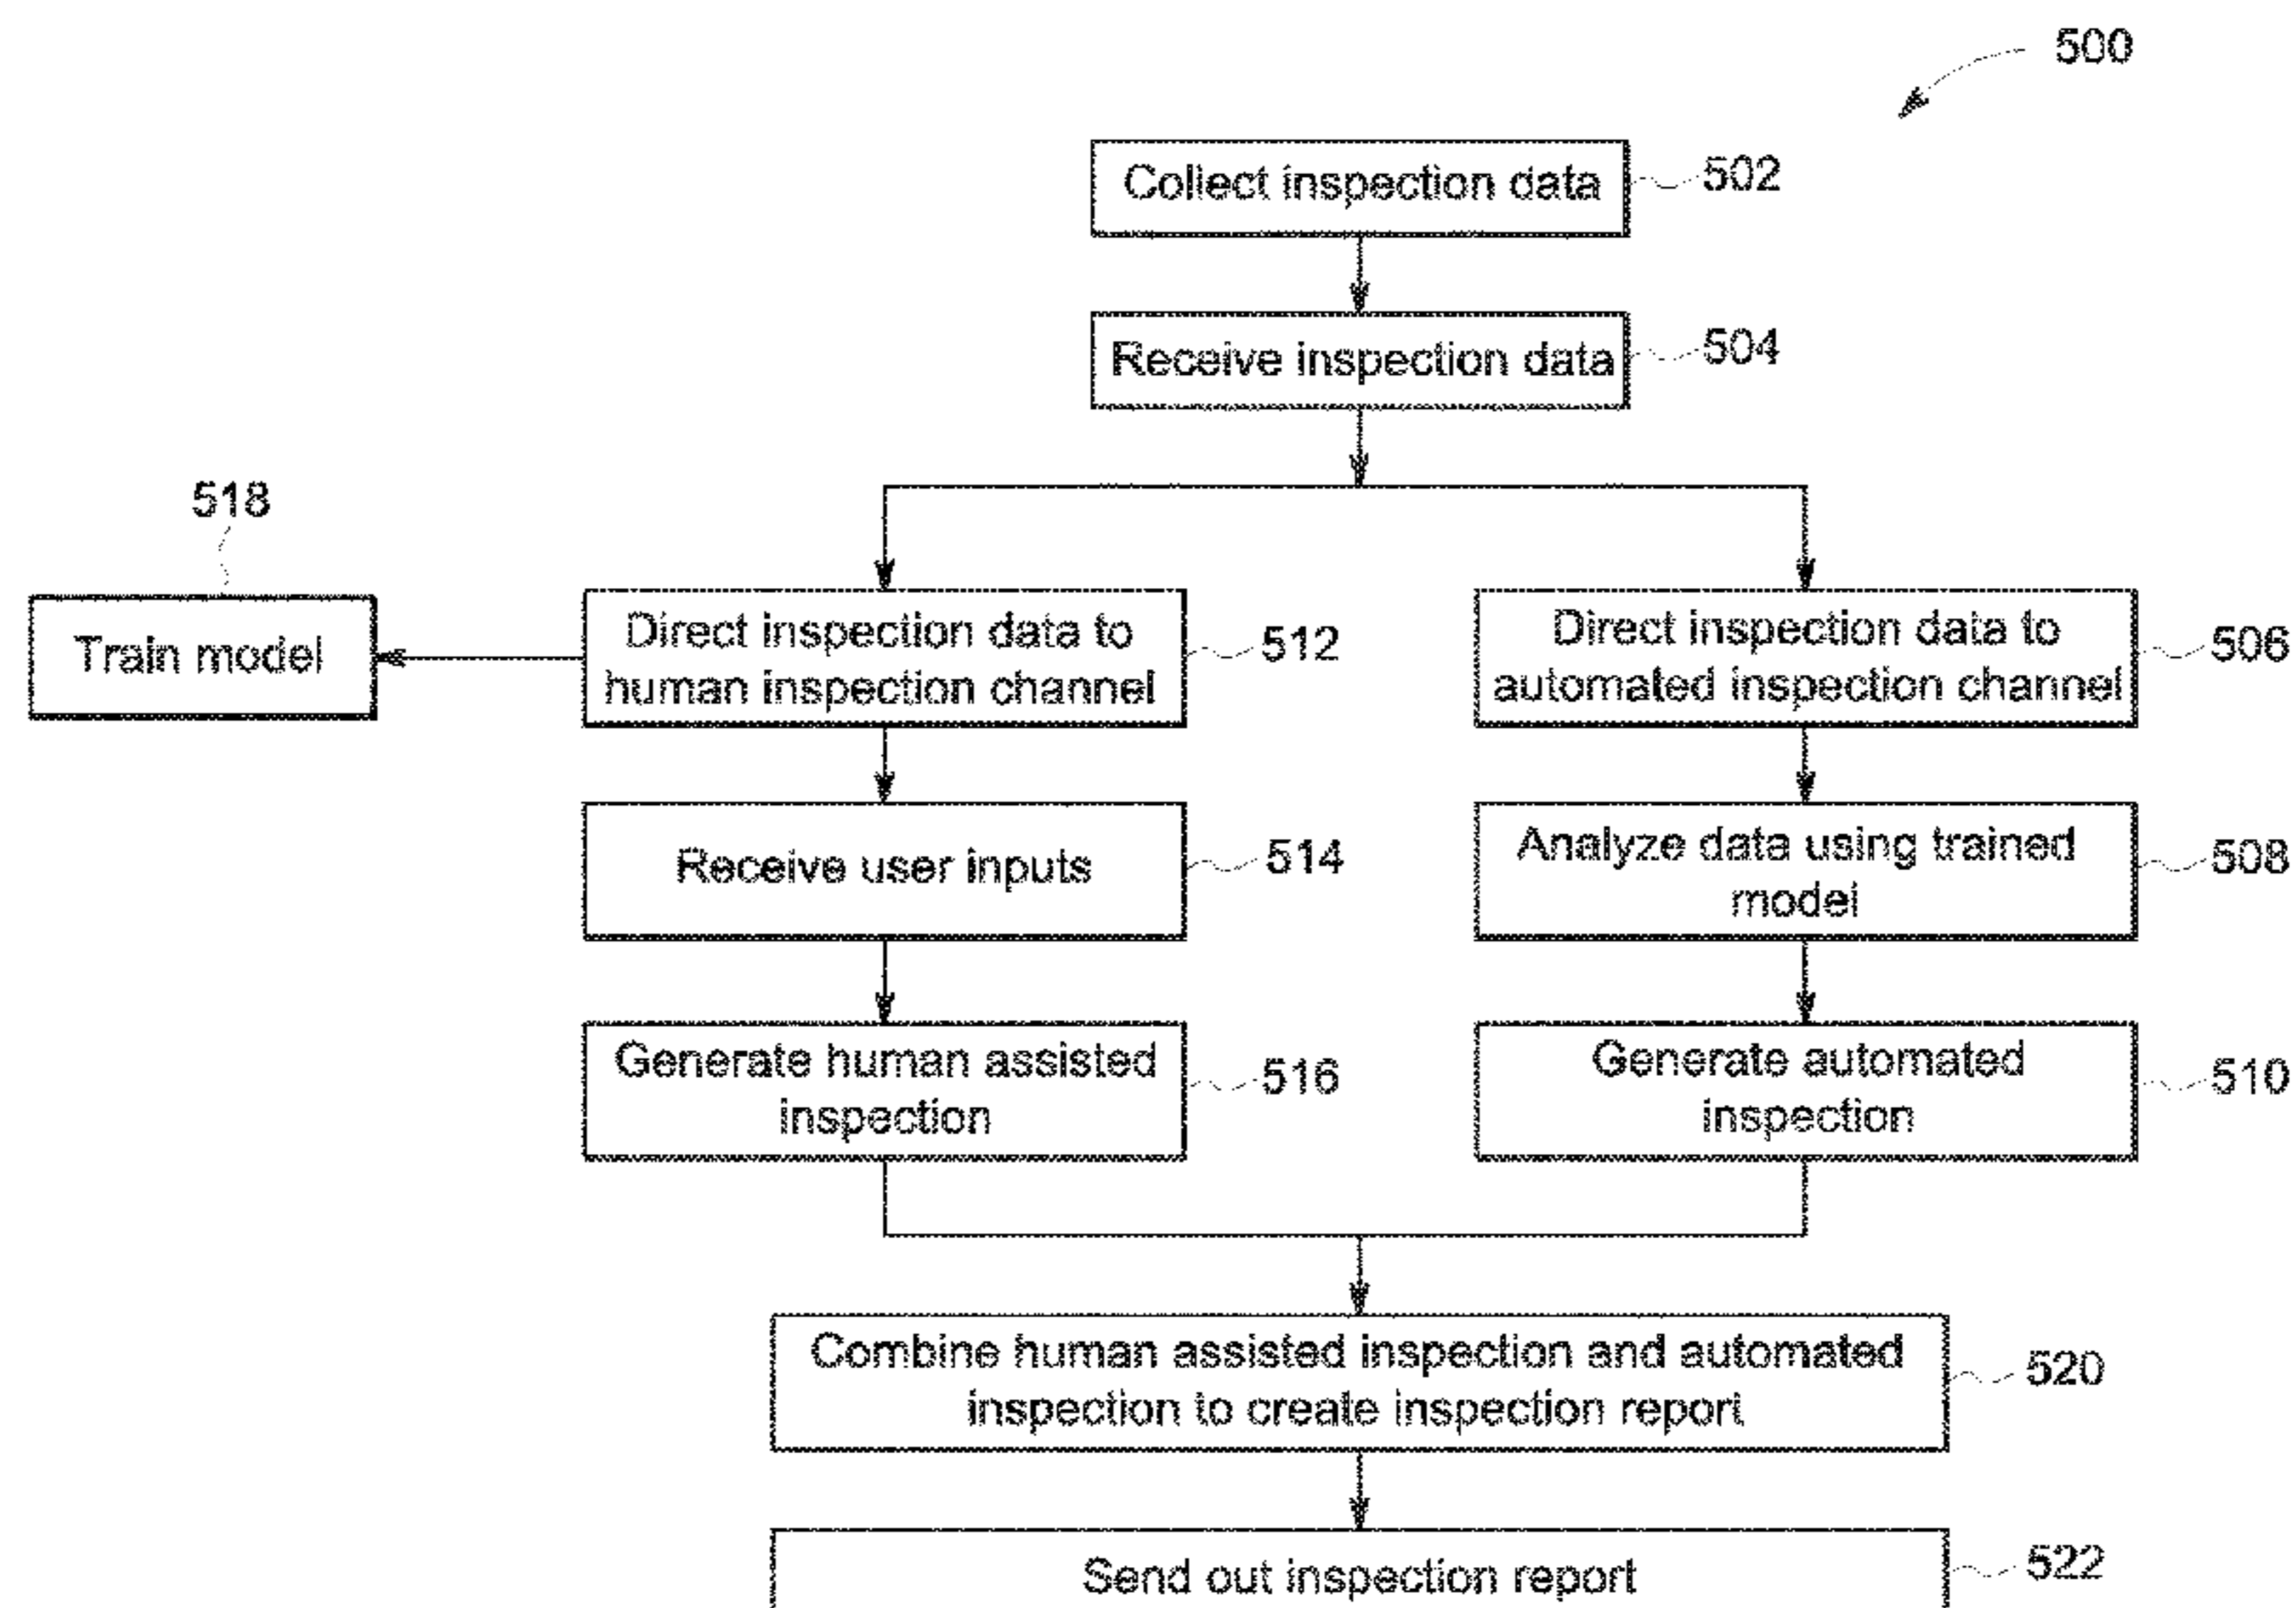 500
Collect inspection data
502
Receive inspection data
504
518
Train model
Direct inspection data to
human inspection channel
512
Direct inspection data to
automated inspection channel
506
Receive user inputs
514
Analyze data using trained
model
508
Generate human assisted
inspection
516
Generate automated
inspection
510
Combine human assisted inspection and automated
inspection to create inspection report
520
Send out inspection report
522